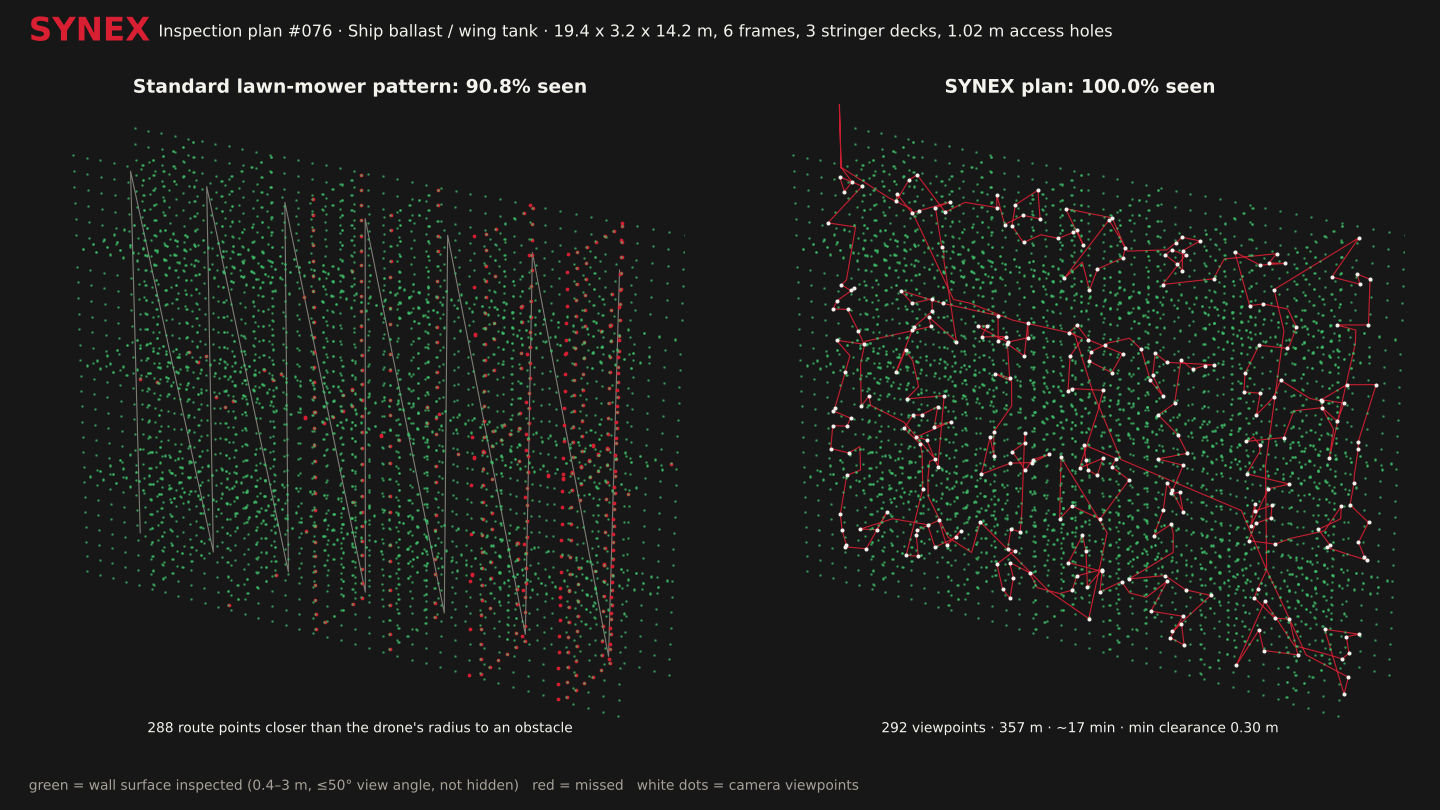 SYNEX Inspection plan #076 · Ship ballast / wing tank · 19.4 x 3.2 x 14.2 m, 6 frames, 3 stringer decks, 1.02 m access holes
Standard lawn-mower pattern: 90.8% seen
SYNEX plan: 100.0% seen
288 route points closer than the drone's radius to an obstacle
292 viewpoints · 357 m · ~17 min · min clearance 0.30 m
green = wall surface inspected (0.4–3 m, ≤50° view angle, not hidden)   red = missed   white dots = camera viewpoints